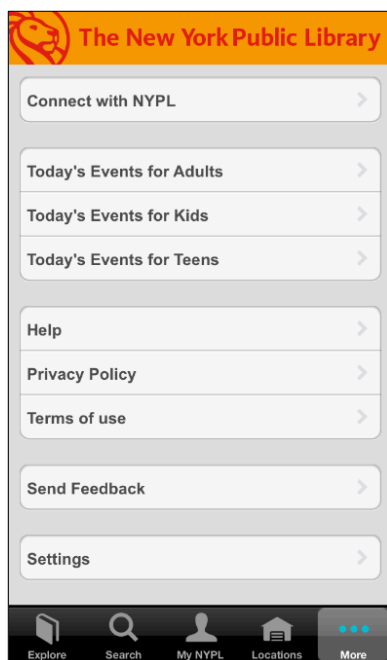 The New York Public Library
Connect with NYPL
Today's Events for Adults
Today's Events for Kids
Today's Events for Teens
Help
Privacy Policy
Terms of use
Send Feedback
Settings
Explore Search My NYPL Locations More